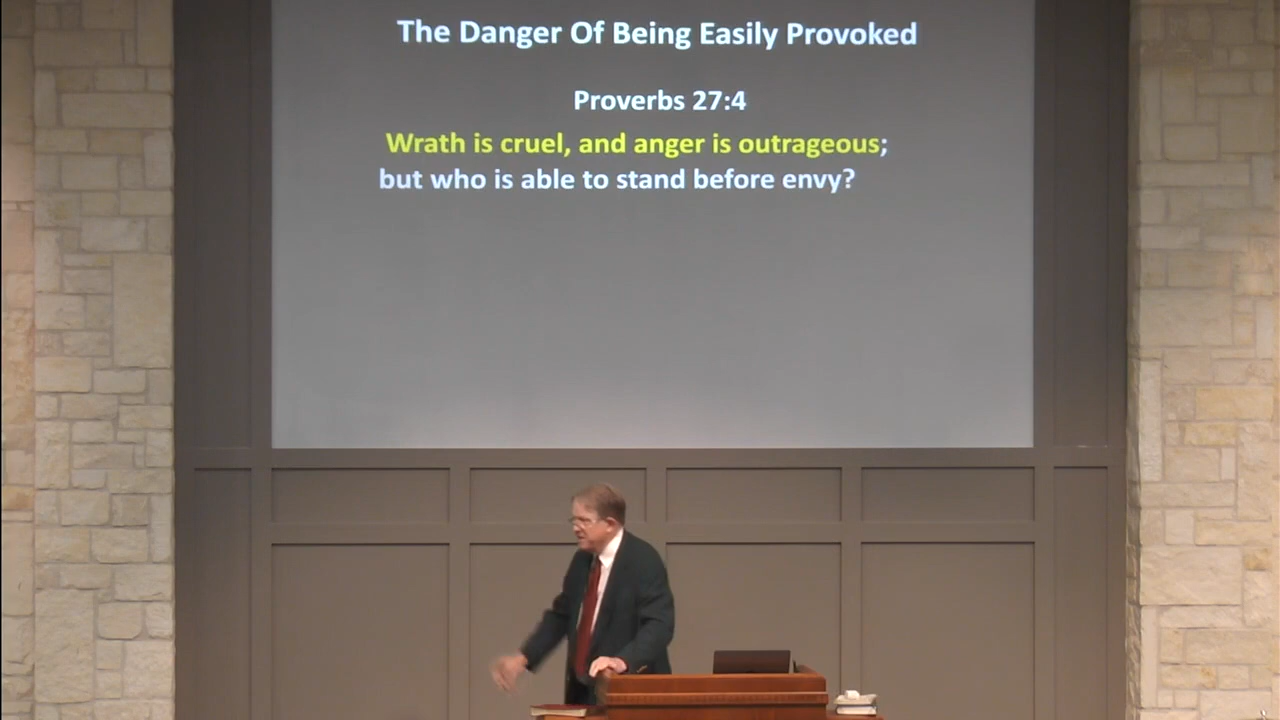 The Danger Of Being Easily Provoked
Proverbs 27:4
Wrath is cruel, and anger is outrageous;
but who is able to stand before envy?